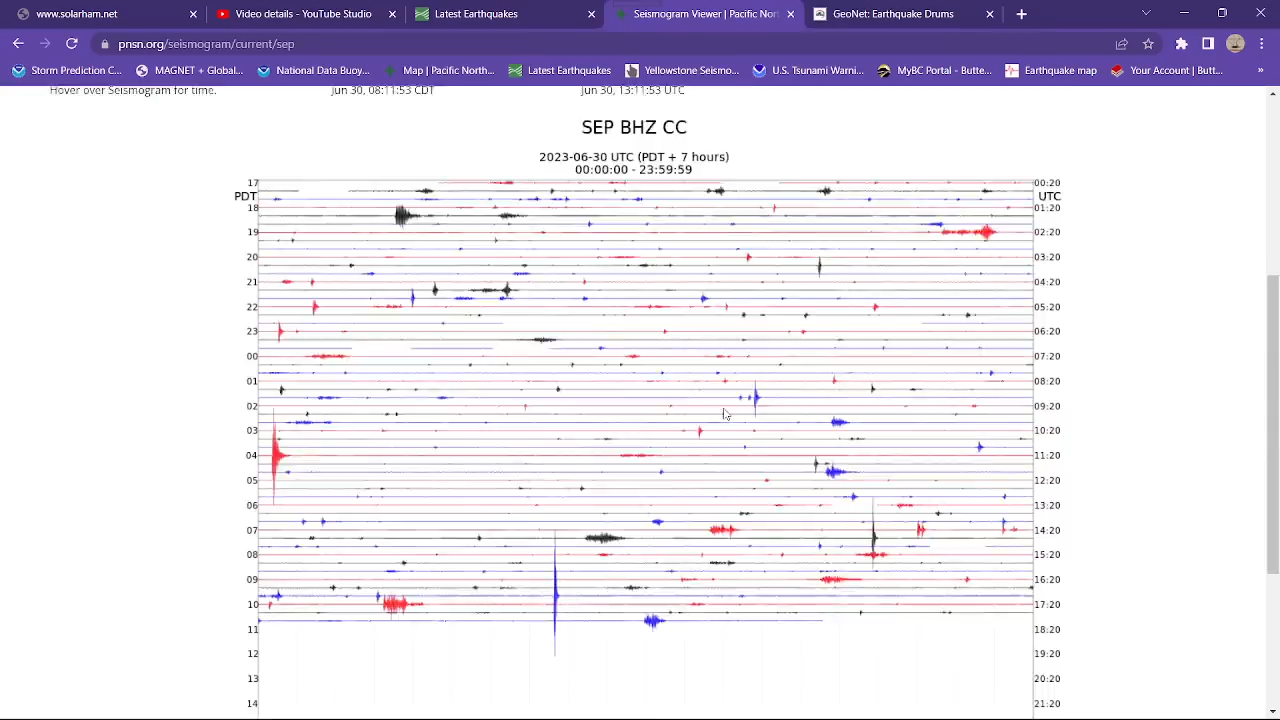 www.solarham.net
Video details - YouTube Studio
Latest Earthquakes
Seismogram Viewer | Pacific Nort
GeoNet: Earthquake Drums
pnsn.org/seismogram/current/sep
Storm Prediction C...
MAGNET + Global...
National Data Buoy...
Map | Pacific North...
Latest Earthquakes
Yellowstone Seismo...
U.S. Tsunami Warni...
MyBC Portal - Butte...
Earthquake map
Your Account | Butt...
»
Hover over Seismogram for time.
Jun 30, 08:11:53 CDT
Jun 30, 13:11:53 UTC
SEP BHZ CC
2023-06-30 UTC (PDT + 7 hours)
00:00:00 - 23:59:59
17 00:20
PDT UTC
18 01:20
19 02:20
20 03:20
21 04:20
22 05:20
23 06:20
00 07:20
01 08:20
02 09:20
03 10:20
04 11:20
05 12:20
06 13:20
07 14:20
08 15:20
09 16:20
10 17:20
11 18:20
12 19:20
13 20:20
14 21:20